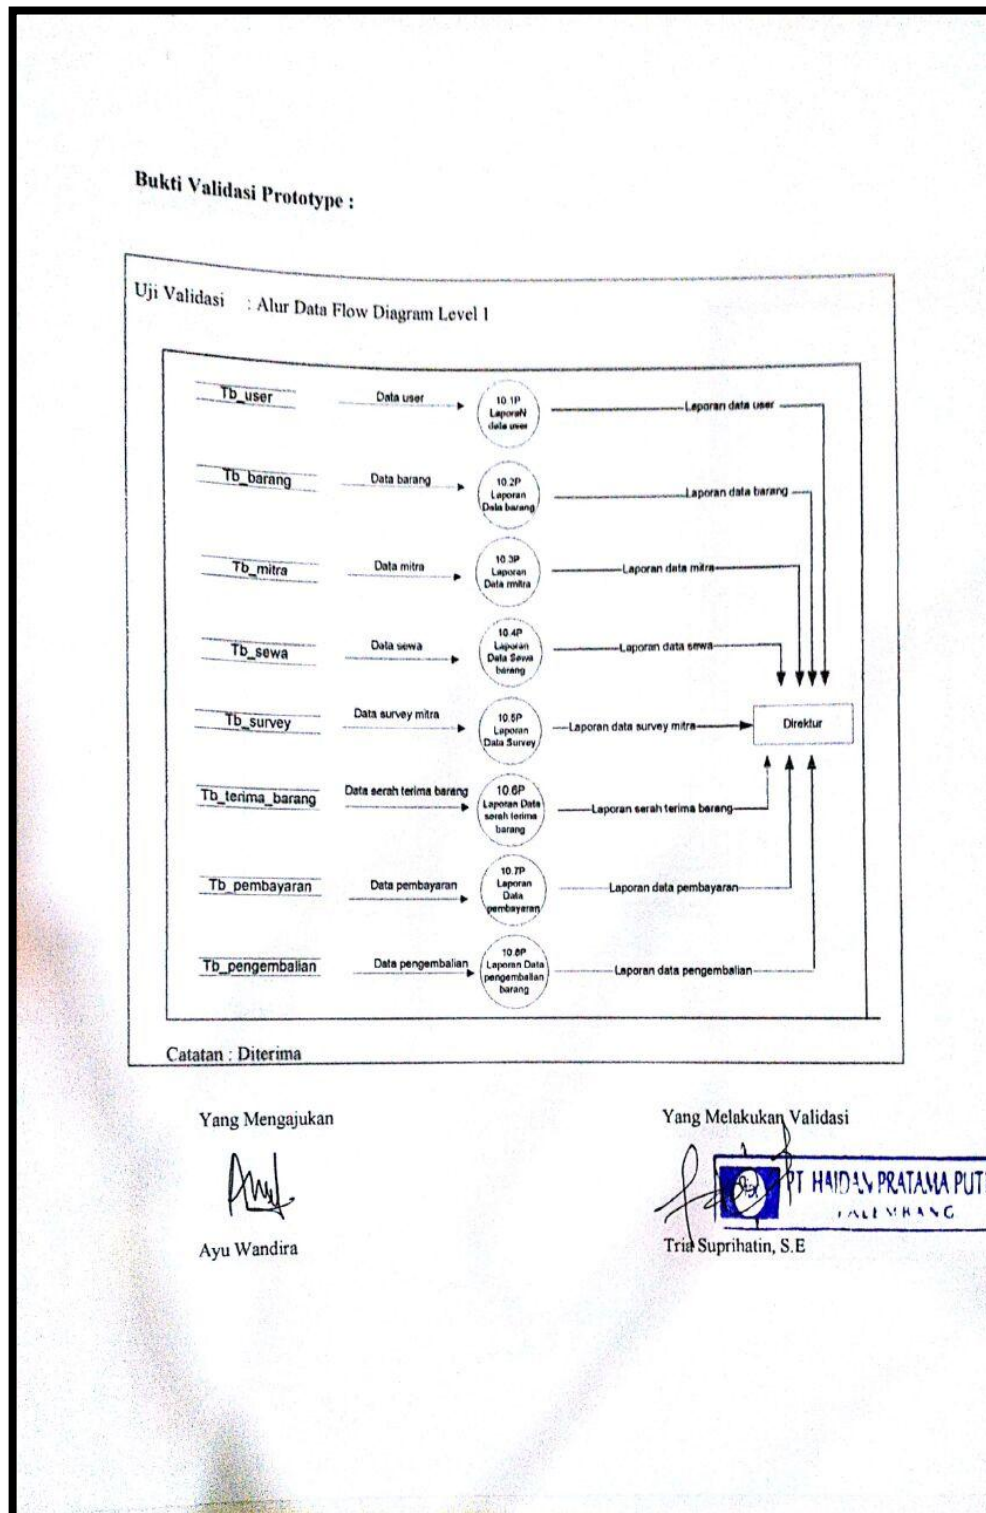 Bukti Validasi Prototype :
Uji Validasi : Alur Data Flow Diagram Level 1
Tb_user
Data user
10.1P
LaporaN
data user
Laporan data user
Tb_barang
Data barang
10.2P
Laporan
Data barang
Laporan data barang
Tb_mitra
Data mitra
10.3P
Laporan
Data mitra
Laporan data mitra
Tb_sewa
Data sewa
10.4P
Laporan
Data Sewa
barang
Laporan data sewa
Tb_survey
Data survey mitra
10.5P
Laporan
Data Survey
Laporan data survey mitra
Direktur
Tb_terima_barang
Data serah terima barang
10.6P
Laporan Data
serah terima
barang
Laporan serah terima barang
Tb_pembayaran
Data pembayaran
10.7P
Laporan
Data
pembayaran
Laporan data pembayaran
Tb_pengembalian
Data pengembalian
10.8P
Laporan Data
pengembalian
barang
Laporan data pengembalian
Catatan : Diterima
Yang Mengajukan
Ayu Wandira
Yang Melakukan Validasi
PT HAIDAN PRATAMA PUT
PALEMBANG
Tria Suprihatin, S.E